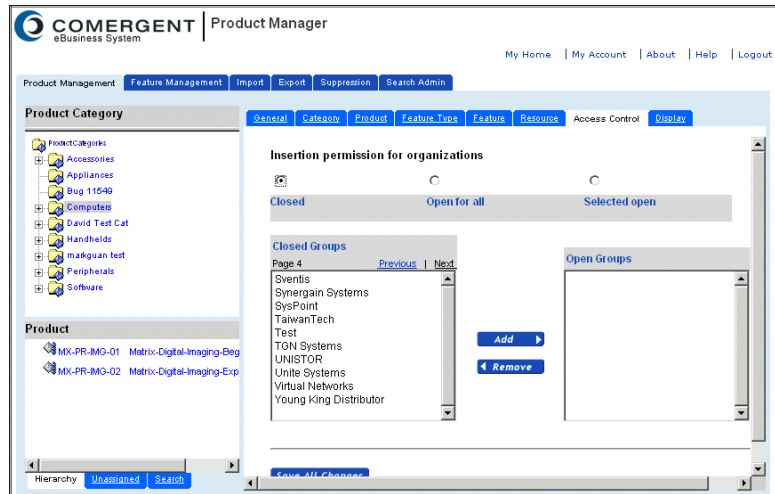 COMERGENT
eBusiness System
Product Manager
My Home | My Account | About | Help | Logout
Product Management Feature Management Import Export Suppression Search Admin
Product Category
Product Categories
Accessories
Appliances
Bug 11549
Computers
David Test Cat
Handhelds
markguan test
Peripherals
Software
Product
MX-PR-IMG-01 Matrix-Digital-Imaging-Beg
MX-PR-IMG-02 Matrix-Digital-Imaging-Exp
Hierarchy Unassigned Search
General Category Product Feature Type Feature Resource Access Control Display
Insertion permission for organizations
Closed Open for all Selected open
Closed Groups
Page 4 Previous | Next
Sventis
Synergain Systems
SysPoint
TaiwanTech
Test
TGN Systems
UNISTOR
Unite Systems
Virtual Networks
Young King Distributor
Add
Remove
Open Groups
Save All Changes